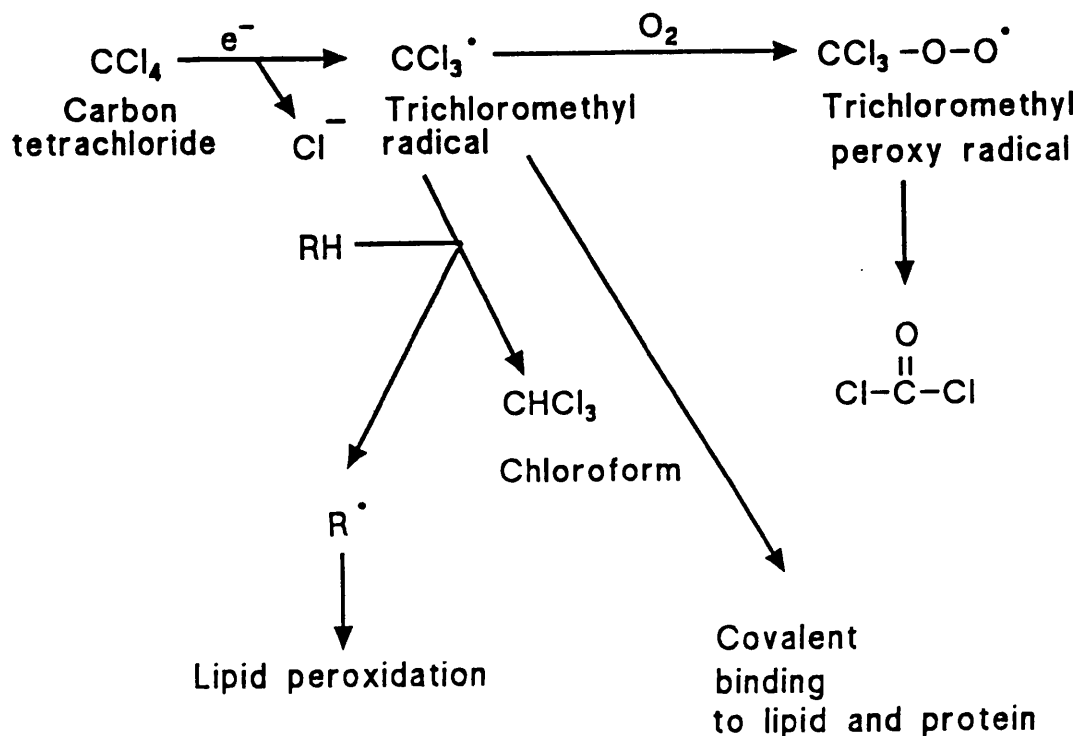 e⁻
O₂
CCl₄
CCl₃•
CCl₃-O-O•
Carbon
tetrachloride
Cl⁻
Trichloromethyl
radical
Trichloromethyl
peroxy radical
RH
O
Cl-C-Cl
CHCl₃
Chloroform
R•
Lipid peroxidation
Covalent
binding
to lipid and protein